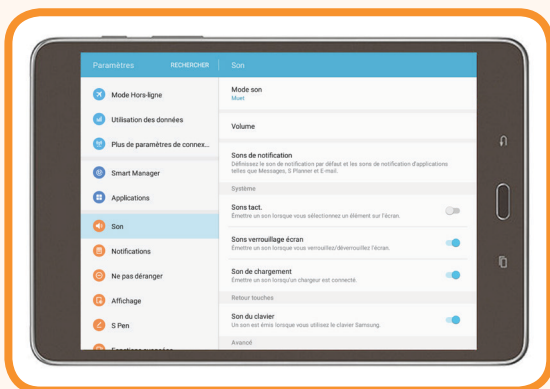 Paramètres
RECHERCHER
Son
Mode Hors-ligne
Utilisation des données
Plus de paramètres de connex...
Smart Manager
Applications
Son
Notifications
Ne pas déranger
Affichage
S Pen
Fonctions avancées
Mode son
Muet
Volume
Sons de notification
Définissez le son de notification par défaut et les sons de notification d'applications
telles que Messages, S Planner et E-mail.
Système
Sons tact.
Émettre un son lorsque vous sélectionnez un élément sur l'écran.
Sons verrouillage écran
Émettre un son lorsque vous verrouillez/déverrouillez l'écran.
Son de chargement
Émettre un son lorsqu'un chargeur est connecté.
Retour touches
Son du clavier
Un son est émis lorsque vous utilisez le clavier Samsung.
Avancé